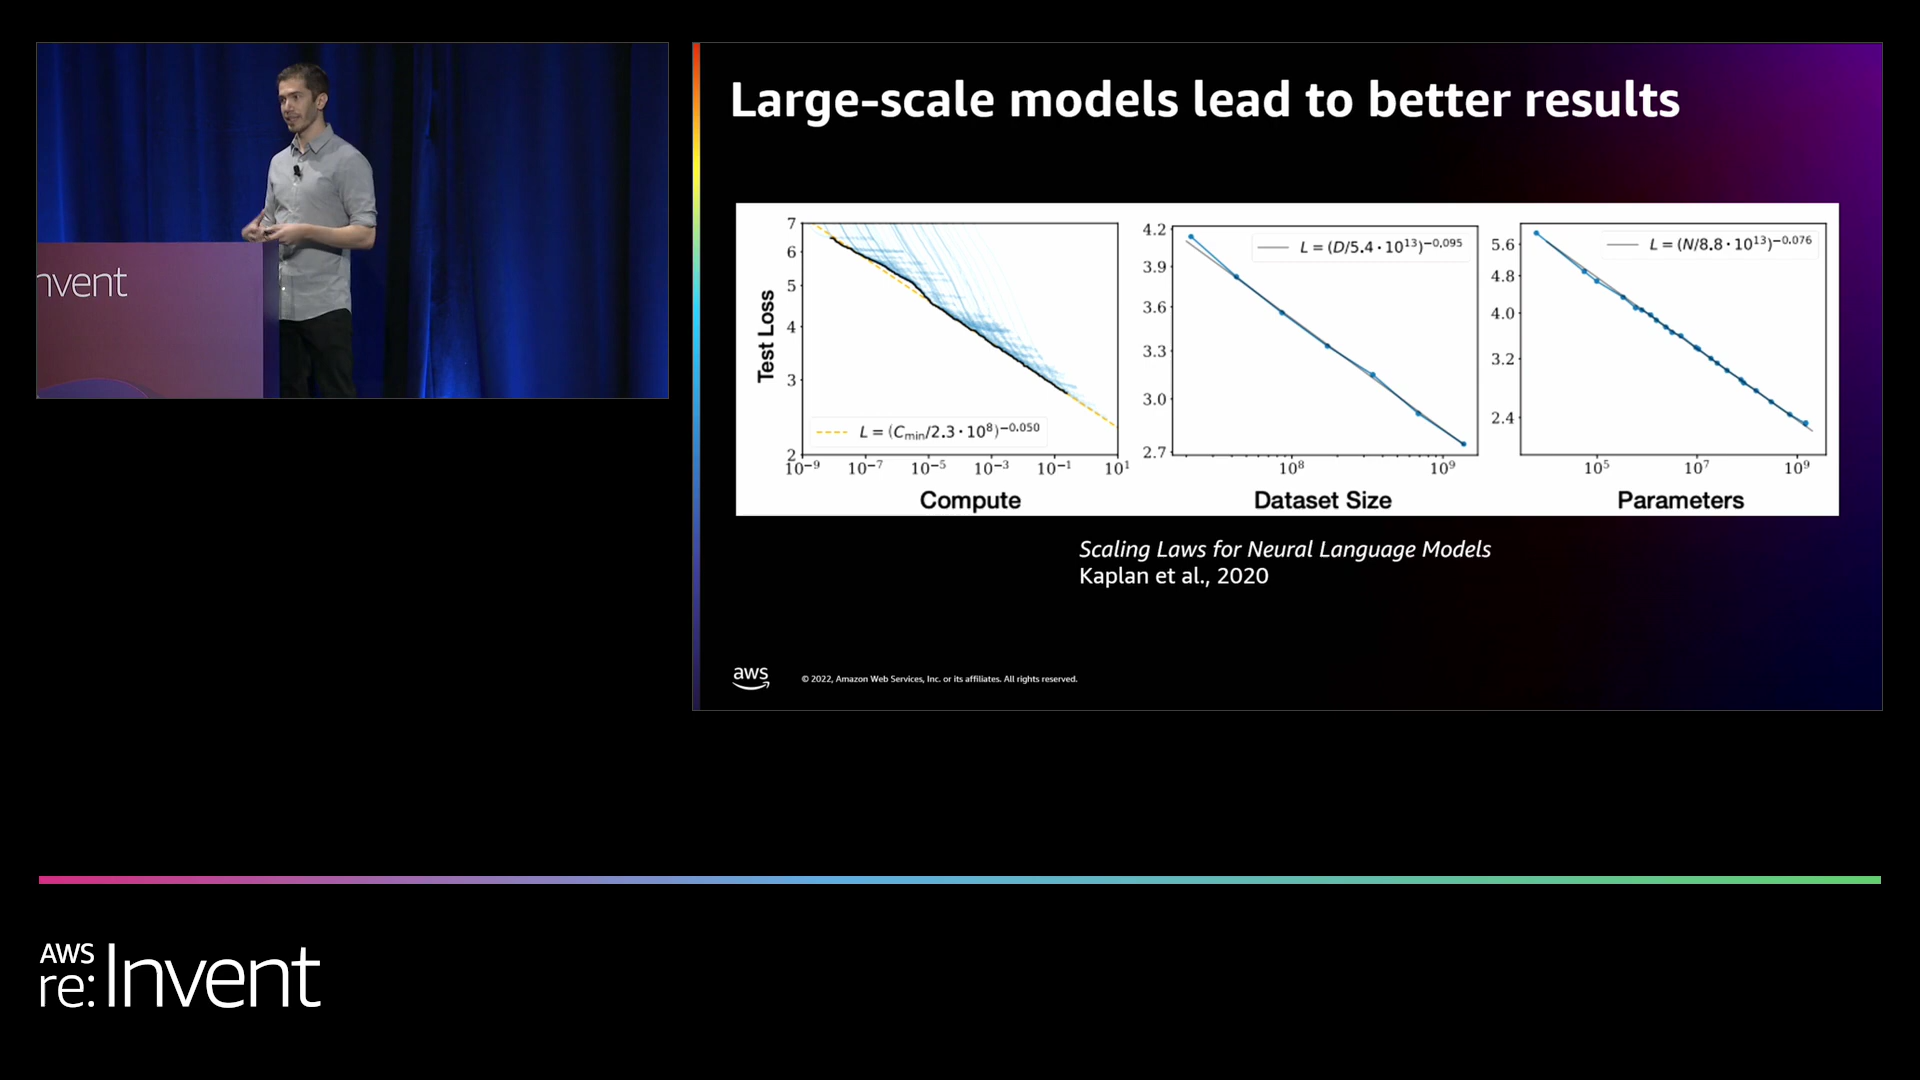 nvent
Large-scale models lead to better results
Test Loss
7
6
5
4
3
2
L = (Cmin/2.3 · 10⁸)⁻⁰·⁰⁵⁰
10⁻⁹ 10⁻⁷ 10⁻⁵ 10⁻³ 10⁻¹ 10¹
Compute
4.2
3.9
3.6
3.3
3.0
2.7
L = (D/5.4 · 10¹³)⁻⁰·⁰⁹⁵
10⁸ 10⁹
Dataset Size
5.6
4.8
4.0
3.2
2.4
L = (N/8.8 · 10¹³)⁻⁰·⁰⁷⁶
10⁵ 10⁷ 10⁹
Parameters
Scaling Laws for Neural Language Models
Kaplan et al., 2020
aws
© 2022, Amazon Web Services, Inc. or its affiliates. All rights reserved.
AWS
re:Invent